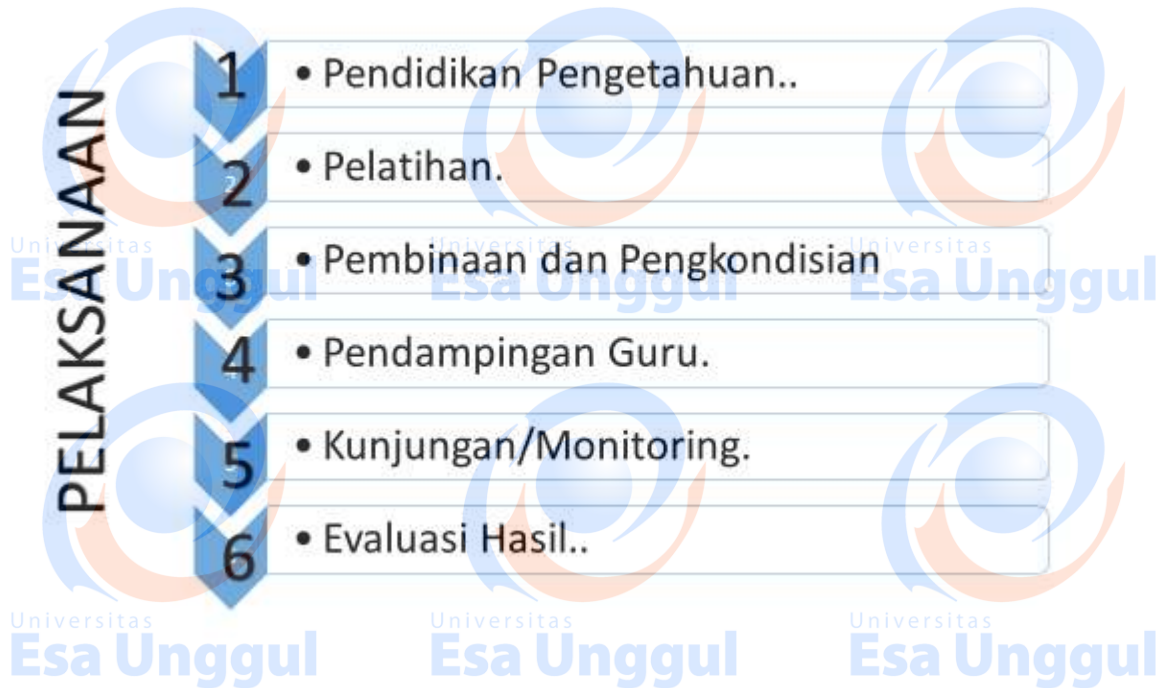 PELAKSANAAN
1 • Pendidikan Pengetahuan..
2 • Pelatihan.
3 • Pembinaan dan Pengkondisian
4 • Pendampingan Guru.
5 • Kunjungan/Monitoring.
6 • Evaluasi Hasil..
Universitas Universitas Universitas
Esa Unggul Esa Unggul Esa Unggul
Universitas Universitas Universitas
Esa Unggul Esa Unggul Esa Unggul